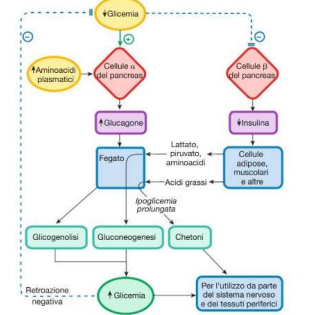 ↓Glicemia
⊖
⊕
⊖
↑Aminoacidi
plasmatici
Cellule α
del pancreas
Cellule β
del pancreas
↑Glucagone
↓Insulina
Fegato
Lattato,
piruvato,
aminoacidi
Cellule
adipose,
muscolari
e altre
Acidi grassi
Ipoglicemia
prolungata
Glicogenolisi
Gluconeogenesi
Chetoni
Retroazione
negativa
↑Glicemia
Per l'utilizzo da parte
del sistema nervoso
e dei tessuti periferici